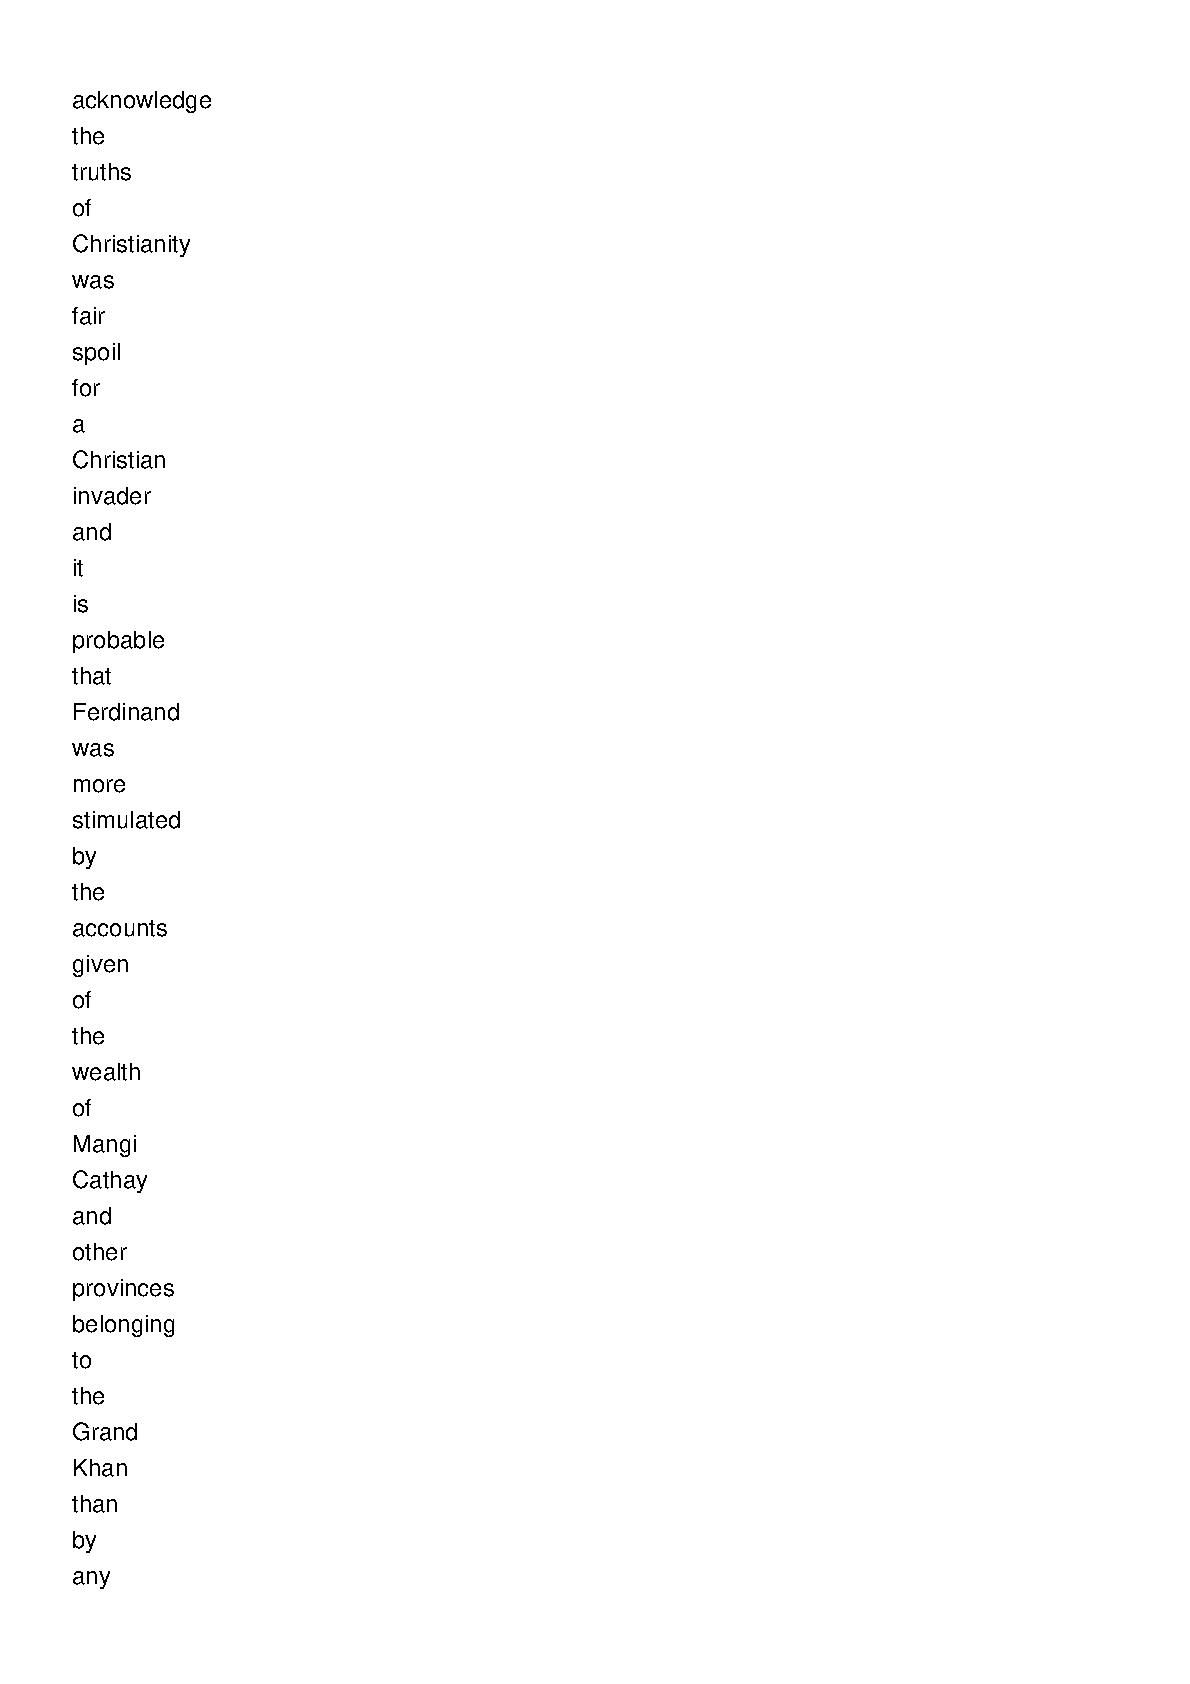 acknowledge
the
truths
of
Christianity
was
fair
spoil
for
a
Christian
invader
and
it
is
probable
that
Ferdinand
was
more
stimulated
by
the
accounts
given
of
the
wealth
of
Mangi
Cathay
and
other
provinces
belonging
to
the
Grand
Khan
than
by
any